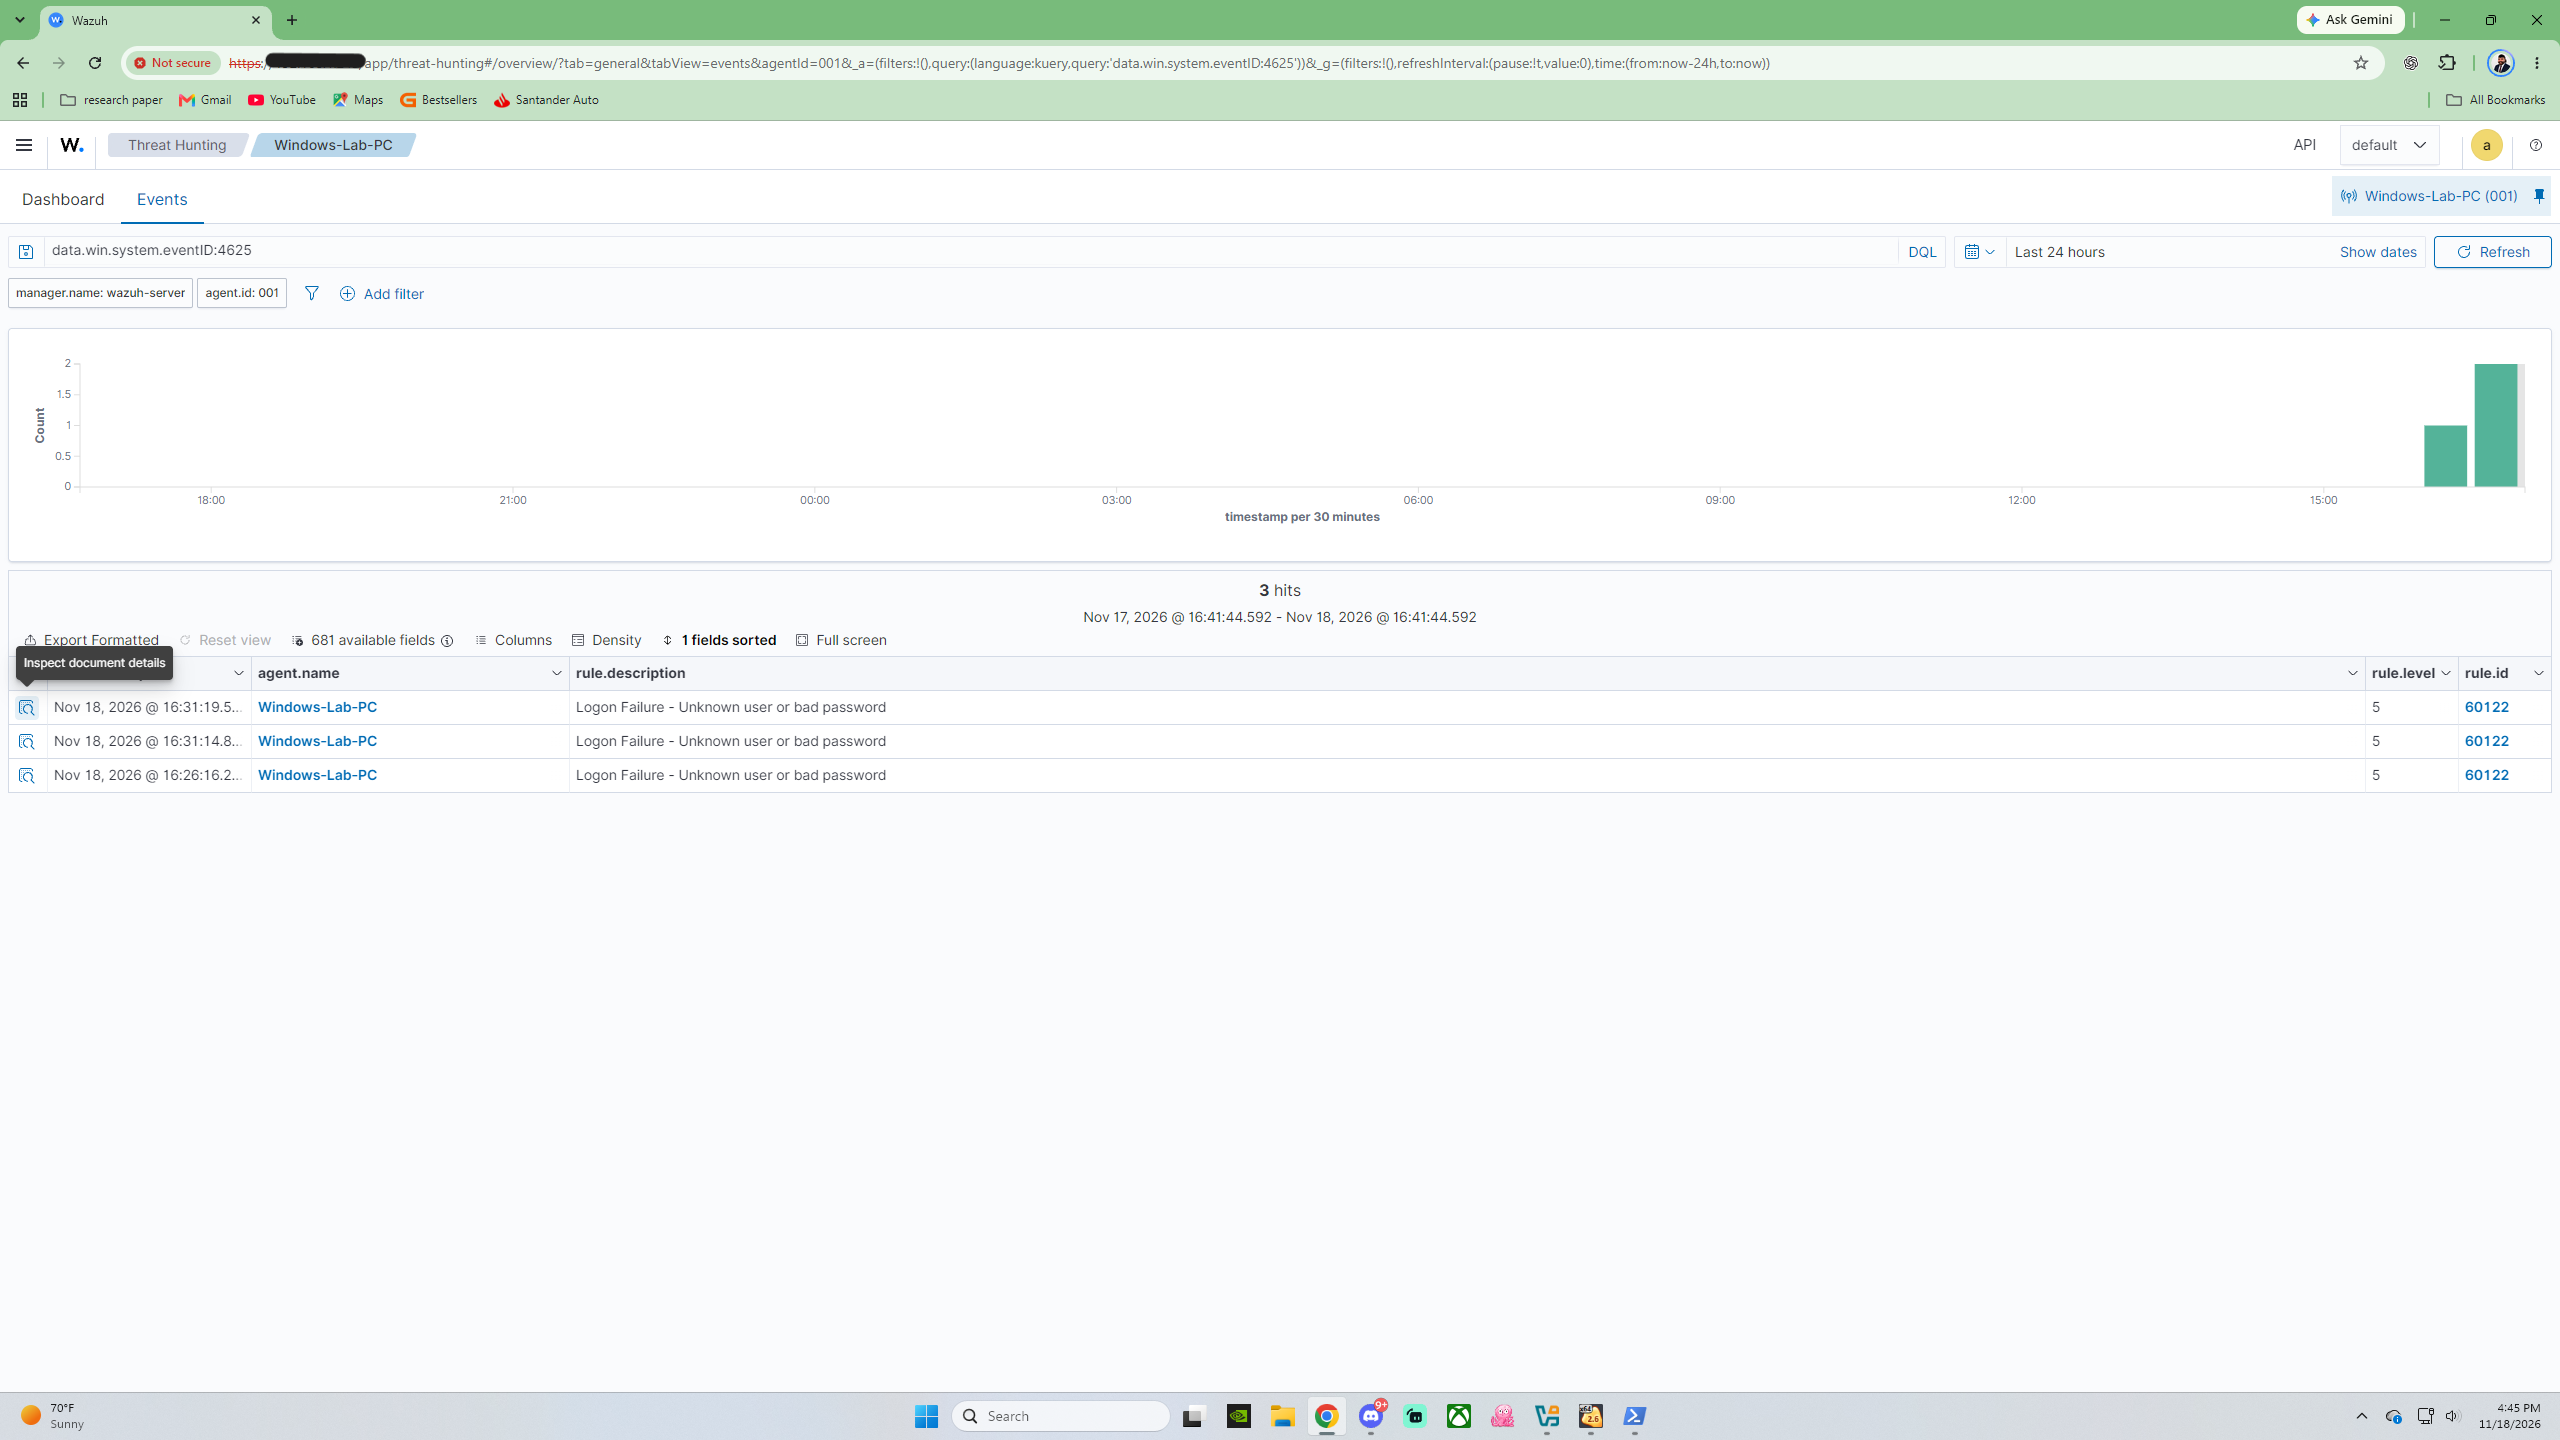 Wazuh
Ask Gemini
Not secure https:/ app/threat-hunting#/overview/?tab=general&tabView=events&agentId=001&_a=(filters:!(),query:(language:kuery,query:'data.win.system.eventID:4625'))&_g=(filters:!(),refreshInterval:(pause:!t,value:0),time:(from:now-24h,to:now))
research paper Gmail YouTube Maps Bestsellers Santander Auto All Bookmarks
W. Threat Hunting Windows-Lab-PC API default a
Dashboard Events Windows-Lab-PC (001)
data.win.system.eventID:4625 DQL Last 24 hours Show dates Refresh
manager.name: wazuh-server agent.id: 001 Add filter
2
1.5
1
0.5
0
Count
18:00 21:00 00:00 03:00 06:00 09:00 12:00 15:00
timestamp per 30 minutes
3 hits
Nov 17, 2026 @ 16:41:44.592 - Nov 18, 2026 @ 16:41:44.592
Export Formatted Reset view 681 available fields Columns Density 1 fields sorted Full screen
Inspect document details
agent.name rule.description rule.level rule.id
Nov 18, 2026 @ 16:31:19.5... Windows-Lab-PC Logon Failure - Unknown user or bad password 5 60122
Nov 18, 2026 @ 16:31:14.8... Windows-Lab-PC Logon Failure - Unknown user or bad password 5 60122
Nov 18, 2026 @ 16:26:16.2... Windows-Lab-PC Logon Failure - Unknown user or bad password 5 60122
70°F
Sunny
Search
9+
x64
2.6
4:45 PM
11/18/2026